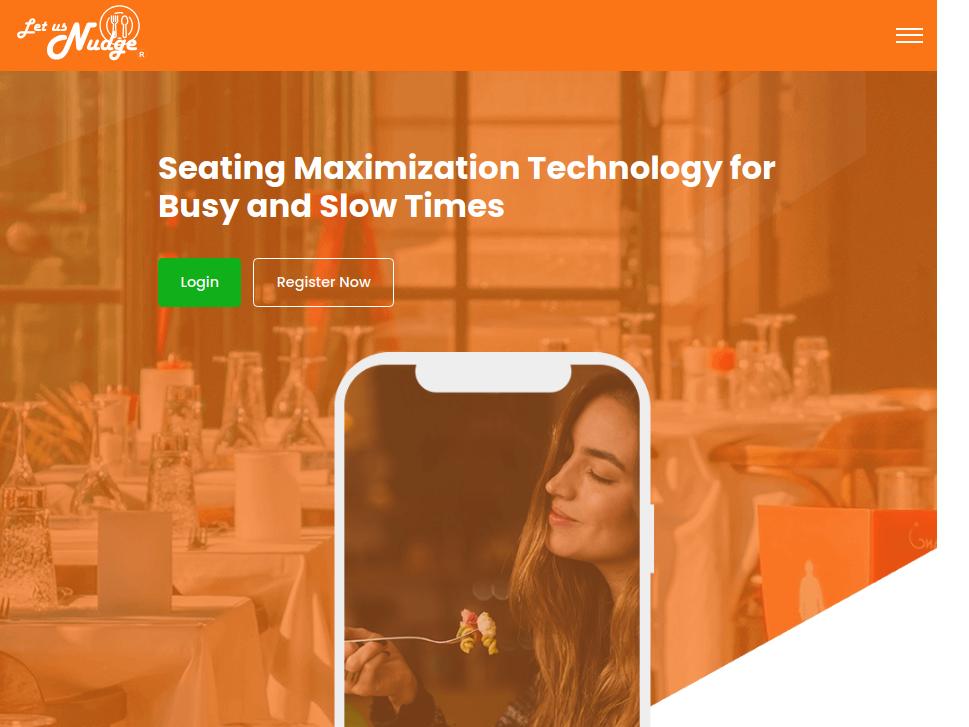 Let us
Nudge R
Seating Maximization Technology for
Busy and Slow Times
Login
Register Now